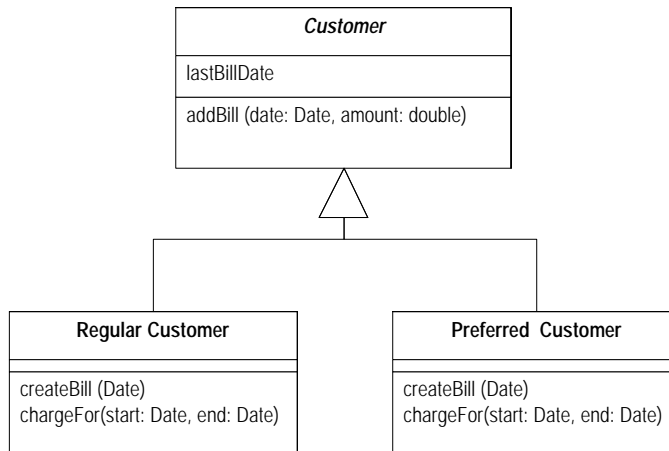 Customer
lastBillDate
addBill (date: Date, amount: double)
Regular Customer
createBill (Date)
chargeFor(start: Date, end: Date)
Preferred Customer
createBill (Date)
chargeFor(start: Date, end: Date)